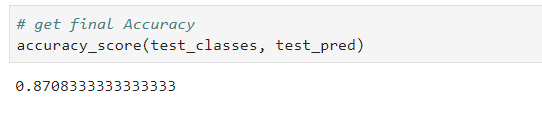 # get final Accuracy
accuracy_score(test_classes, test_pred)
0.8708333333333333